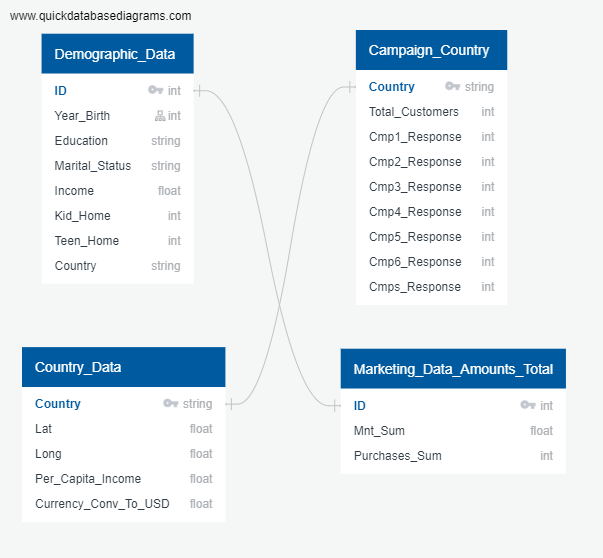 www.quickdatabasediagrams.com
Demographic_Data
ID int
Year_Birth int
Education string
Marital_Status string
Income float
Kid_Home int
Teen_Home int
Country string
Campaign_Country
Country string
Total_Customers int
Cmp1_Response int
Cmp2_Response int
Cmp3_Response int
Cmp4_Response int
Cmp5_Response int
Cmp6_Response int
Cmps_Response int
Country_Data
Country string
Lat float
Long float
Per_Capita_Income float
Currency_Conv_To_USD float
Marketing_Data_Amounts_Total
ID int
Mnt_Sum float
Purchases_Sum int